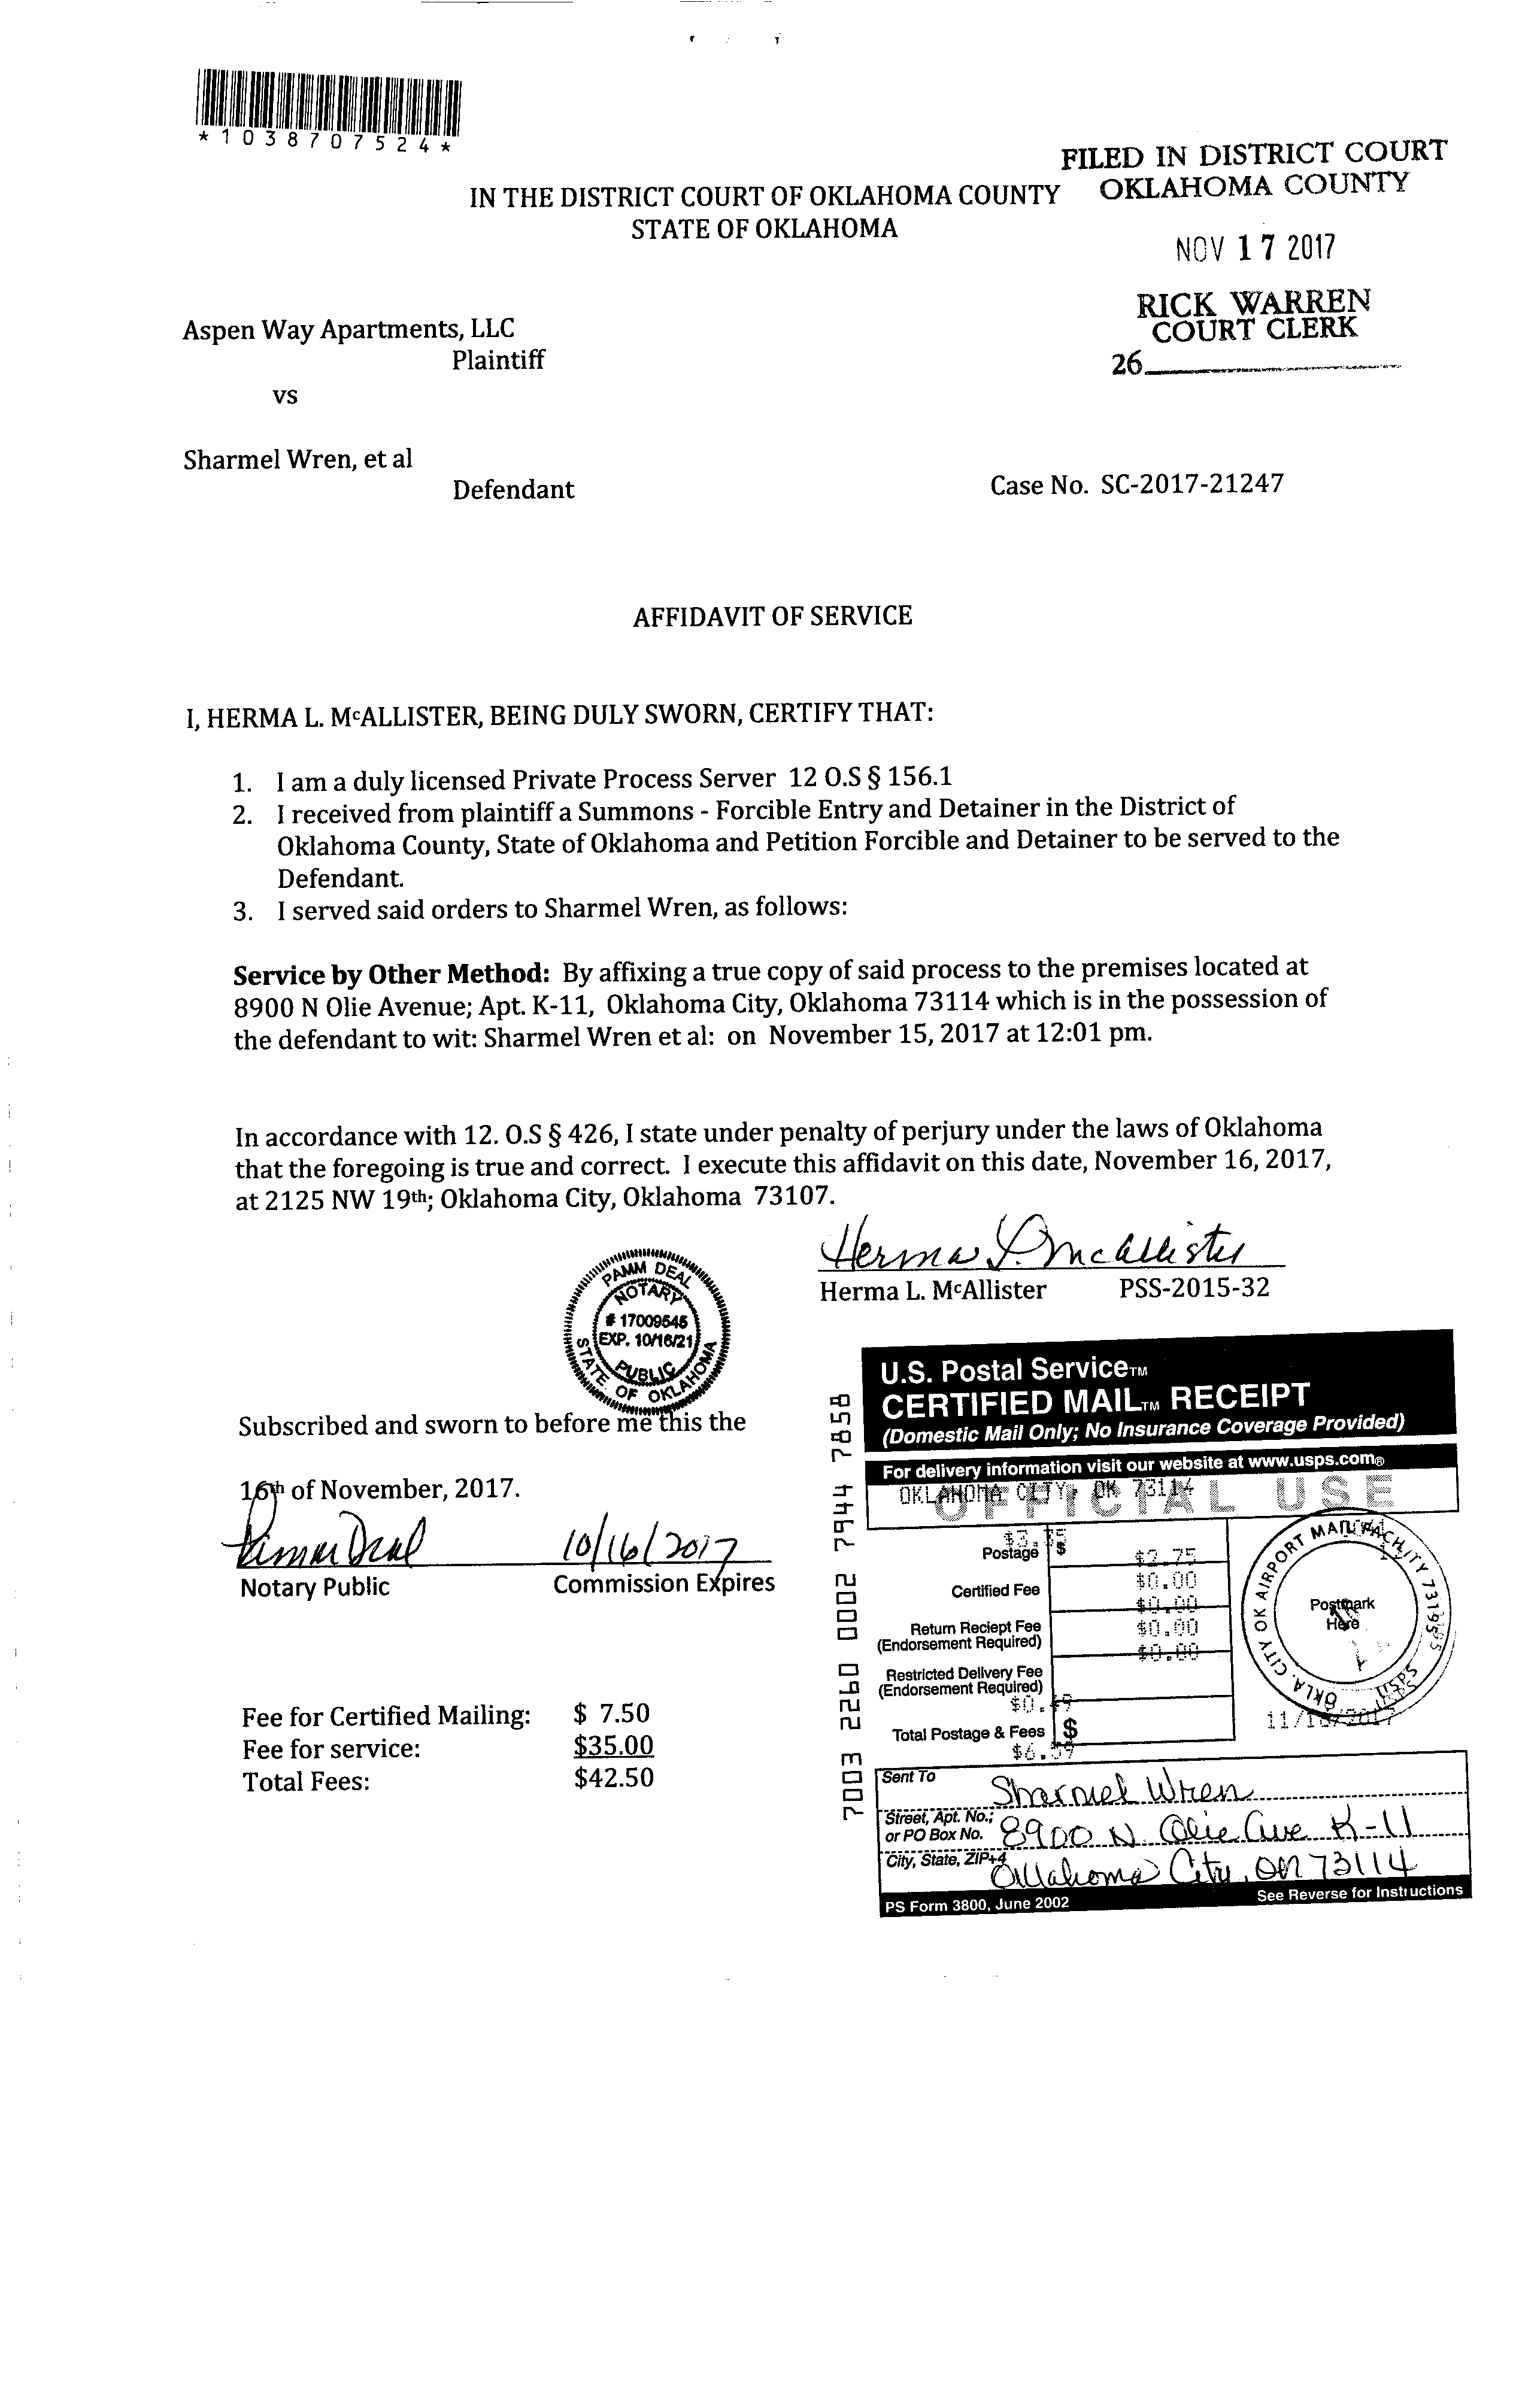 *1038707524*
FILED IN DISTRICT COURT
OKLAHOMA COUNTY
IN THE DISTRICT COURT OF OKLAHOMA COUNTY
STATE OF OKLAHOMA
NOV 17 2017
RICK WARREN
COURT CLERK
26
Aspen Way Apartments, LLC
Plaintiff
vs
Sharmel Wren, et al
Defendant
Case No. SC-2017-21247
AFFIDAVIT OF SERVICE
I, HERMA L. McALLISTER, BEING DULY SWORN, CERTIFY THAT:
1. I am a duly licensed Private Process Server 12 O.S § 156.1
2. I received from plaintiff a Summons - Forcible Entry and Detainer in the District of
Oklahoma County, State of Oklahoma and Petition Forcible and Detainer to be served to the
Defendant.
3. I served said orders to Sharmel Wren, as follows:
Service by Other Method: By affixing a true copy of said process to the premises located at
8900 N Olie Avenue; Apt. K-11, Oklahoma City, Oklahoma 73114 which is in the possession of
the defendant to wit: Sharmel Wren et al: on November 15, 2017 at 12:01 pm.
In accordance with 12. O.S § 426, I state under penalty of perjury under the laws of Oklahoma
that the foregoing is true and correct. I execute this affidavit on this date, November 16, 2017,
at 2125 NW 19th; Oklahoma City, Oklahoma 73107.
Herma L. McAllister
Herma L. McAllister PSS-2015-32
PAMM DEAL
NOTARY
# 17009545
EXP. 10/16/21
PUBLIC
STATE OF OKLAHOMA
Subscribed and sworn to before me this the
16th of November, 2017.
Pamm Deal 10/16/2017
Notary Public Commission Expires
Fee for Certified Mailing: $ 7.50
Fee for service: $35.00
Total Fees: $42.50
7003 2260 0002 7944 7858
U.S. Postal Service™
CERTIFIED MAIL™ RECEIPT
(Domestic Mail Only; No Insurance Coverage Provided)
For delivery information visit our website at www.usps.com®
OKLAHOMA CITY, OK 73114
OFFICIAL USE
Postage $
$2.75
Certified Fee
$0.00
$0.00
Return Reciept Fee
(Endorsement Required)
$0.00
$0.00
Restricted Delivery Fee
(Endorsement Required)
$0.49
Total Postage & Fees $
$6.59
OKLA. CITY OK AIRPORT MAIL FACILITY 73195
Postmark
Here
USPS
Sent To
Sharmel Wren
Street, Apt. No.;
or PO Box No. 8900 N. Olie Ave K-11
City, State, ZIP+4
Oklahoma City, OK 73114
PS Form 3800, June 2002 See Reverse for Instructions